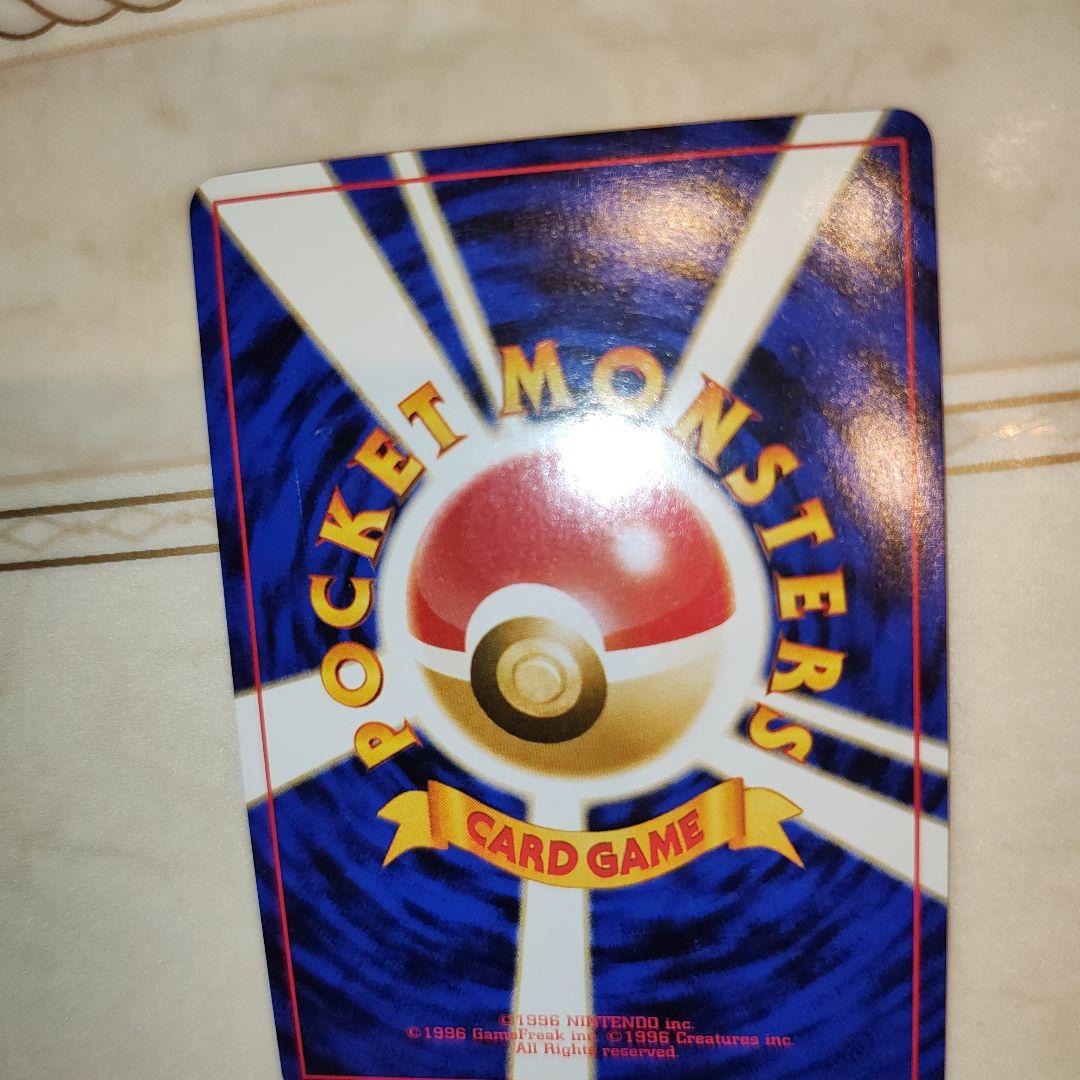 POCKET MONSTERS
CARD GAME
©1996 NINTENDO inc.
©1996 GameFreak inc. ©1996 Creatures inc.
All Rights reserved.